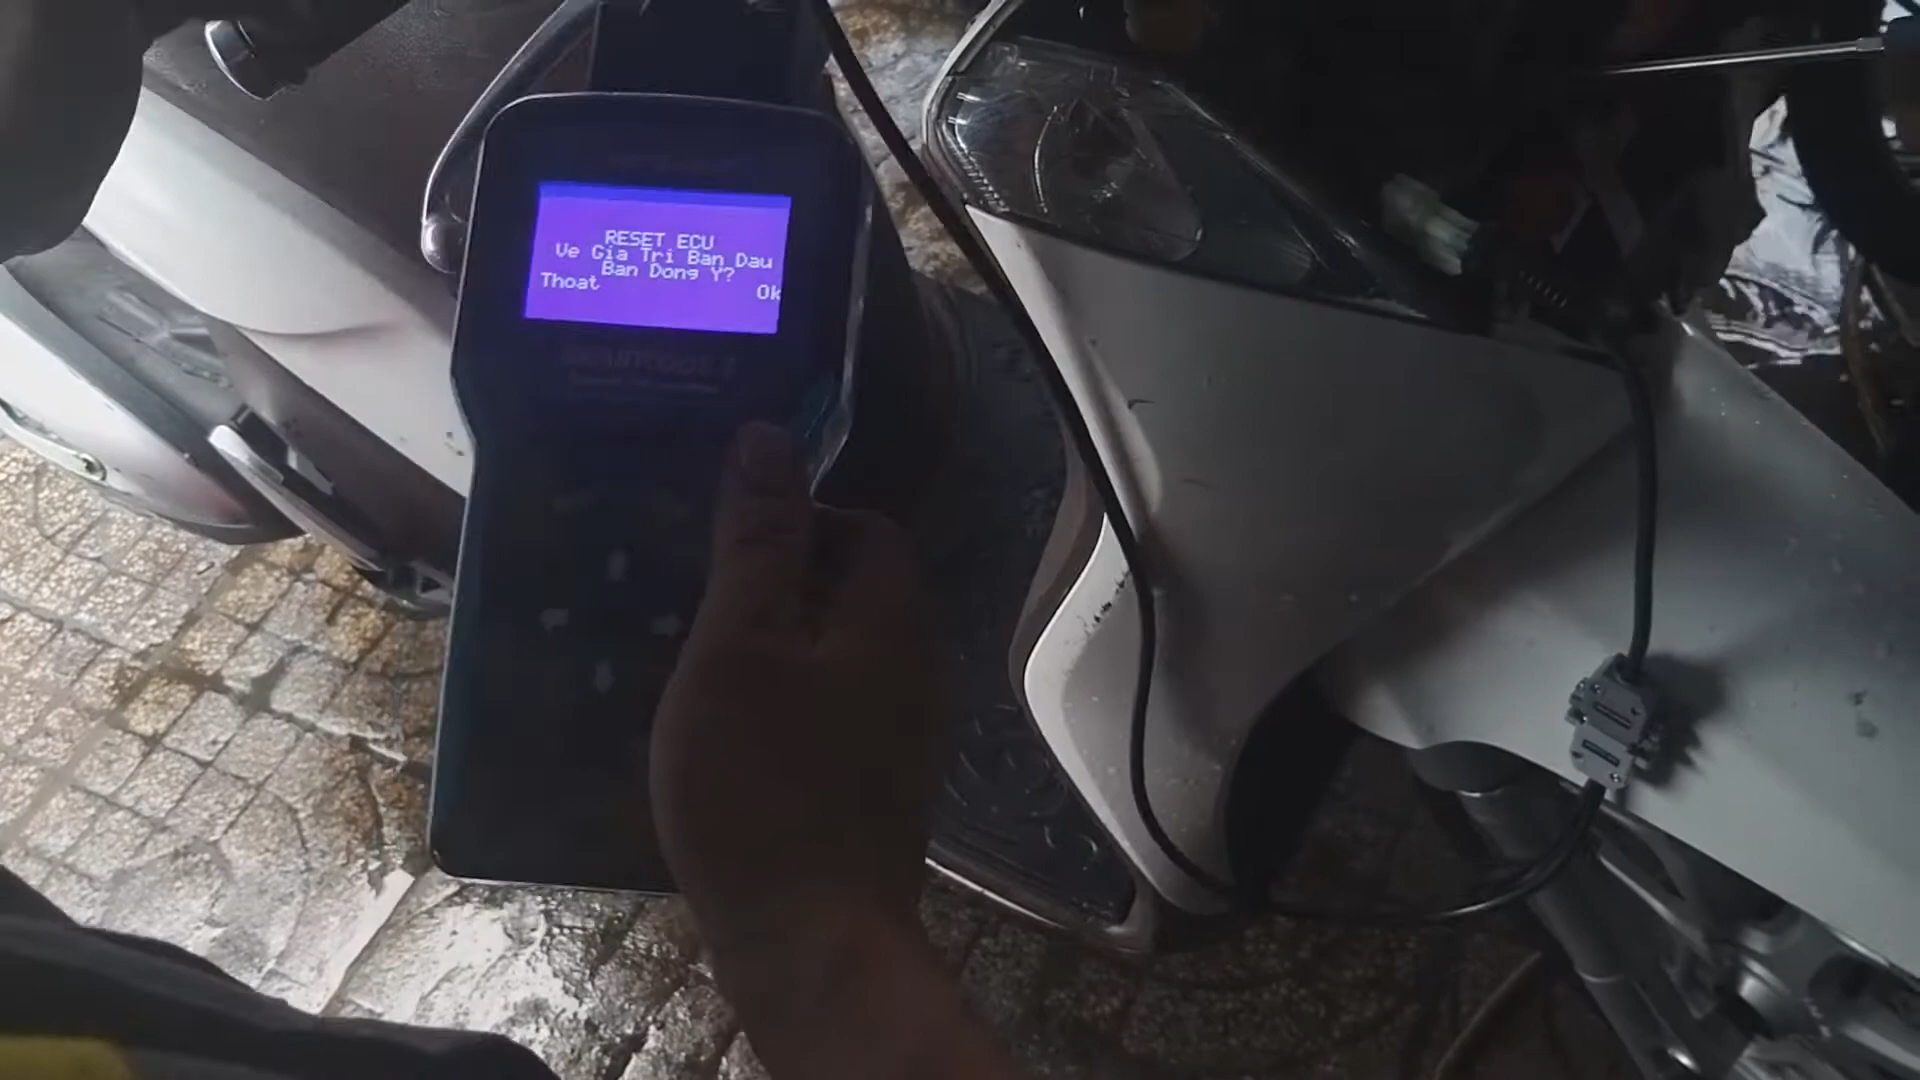 RESET ECU
Ve Gia Tri Ban Dau
Ban Dong Y?
Thoat Ok